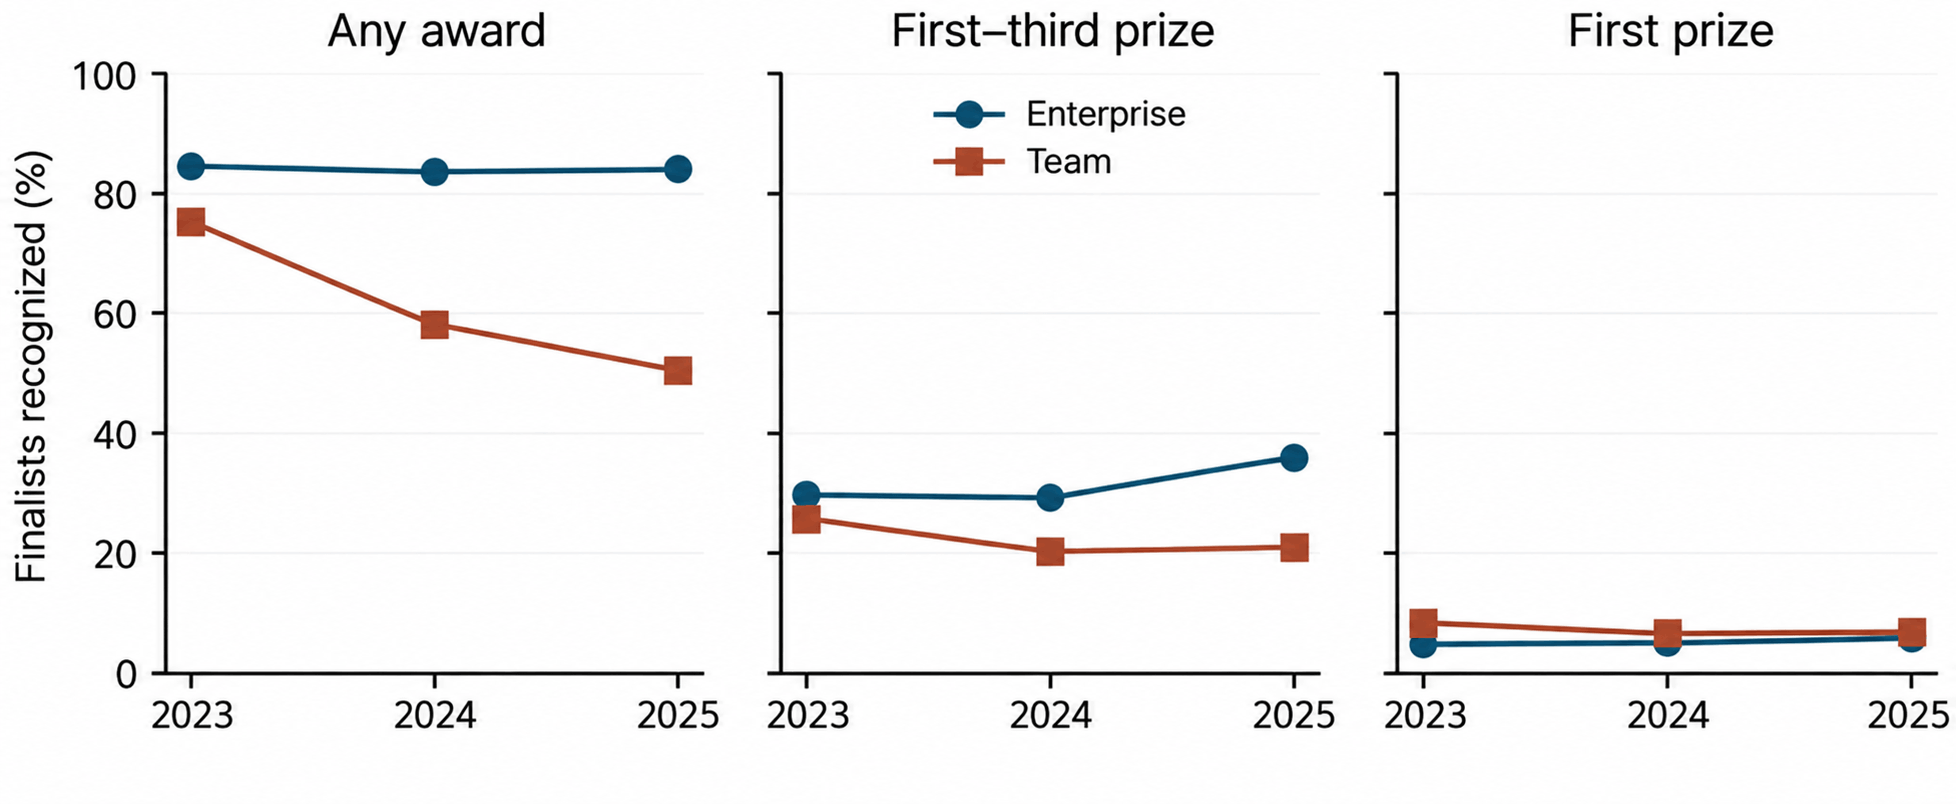 Any award
First–third prize
First prize
Finalists recognized (%)
100
80
60
40
20
0
Enterprise
Team
2023 2024 2025
2023 2024 2025
2023 2024 2025